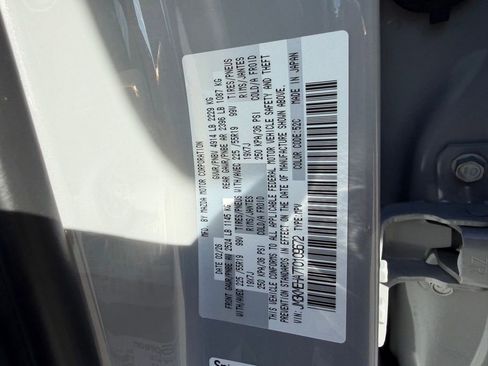 MFD. BY MAZDA MOTOR CORPORATION
02/26 GVWR/PNBV 4914 LB 2229 KG
FRONT GAWR/PNBE AV 2524 LB 1145 KG REAR GAWR/PNBE AR 2396 LB 1087 KG
WITH/AVEC 225 /55R19 99V TIRES/PNEUS WITH/AVEC 225 /55R19 99V TIRES/PNEUS
19X7J RIMS/JANTES 19X7J RIMS/JANTES
250 KPA/36 PSI COLD/A FROID 250 KPA/36 PSI COLD/A FROID
THIS VEHICLE CONFORMS TO ALL APPLICABLE FEDERAL MOTOR VEHICLE SAFETY AND THEFT
PREVENTION STANDARDS IN EFFECT ON THE DATE OF MANUFACTURE SHOWN ABOVE.
TYPE: MPV COLOR CODE: 52C MADE IN JAPAN